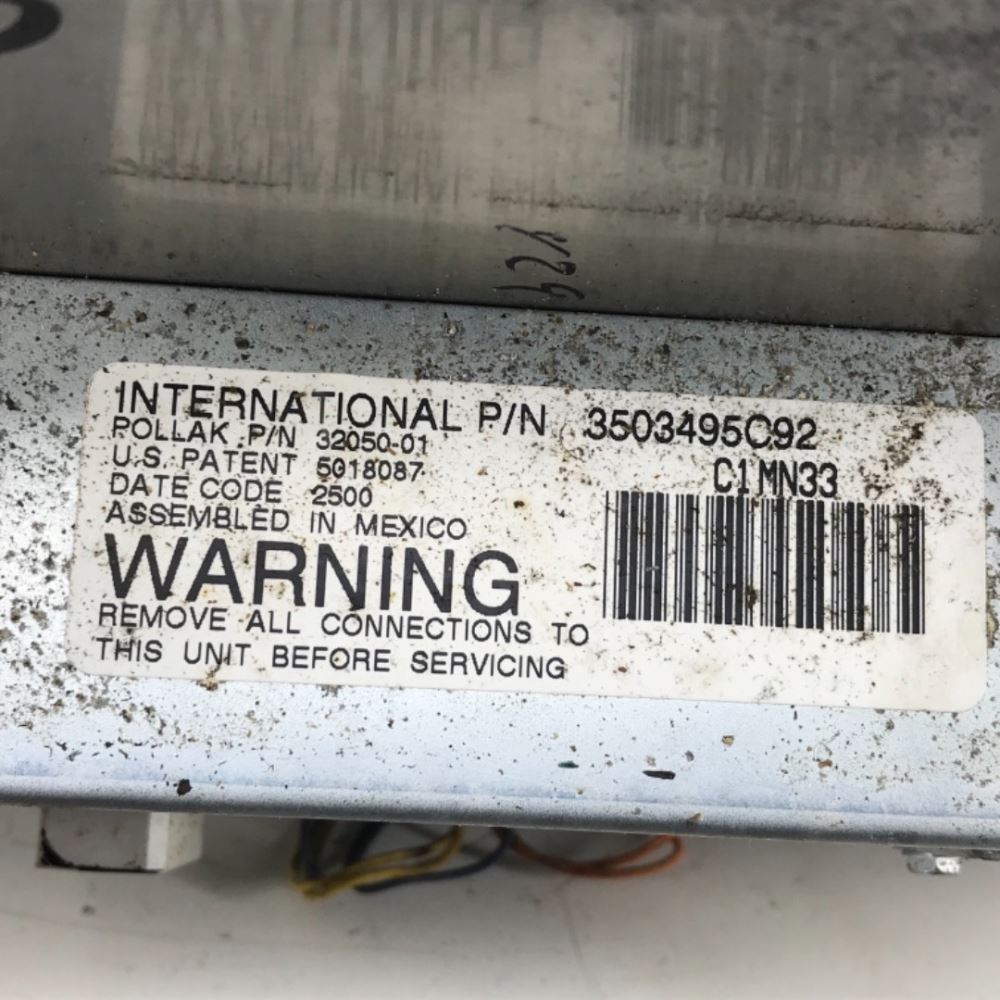 INTERNATIONAL P/N 3503495C92
POLLAK P/N 32050-01
U.S. PATENT 5018087
DATE CODE 2500
ASSEMBLED IN MEXICO
C1MN33
WARNING
REMOVE ALL CONNECTIONS TO
THIS UNIT BEFORE SERVICING